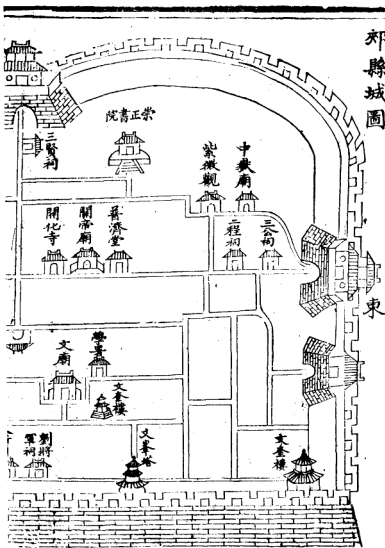 郟縣城圖
東
崇正書院
三賢祠
中嶽廟
紫微觀
三公祠
二程祠
普濟堂
關帝廟
開化寺
黌學
文廟
文奎樓
文峯塔
文奎樓
劉將軍祠